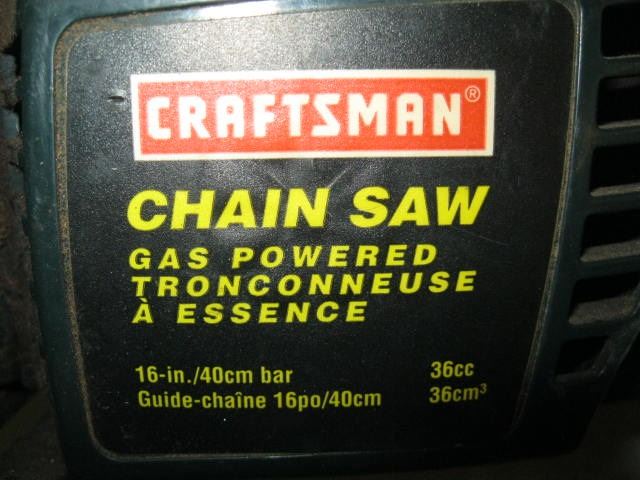 CRAFTSMAN®
CHAIN SAW
GAS POWERED
TRONCONNEUSE
À ESSENCE
16-in./40cm bar 36cc
Guide-chaîne 16po/40cm 36cm³